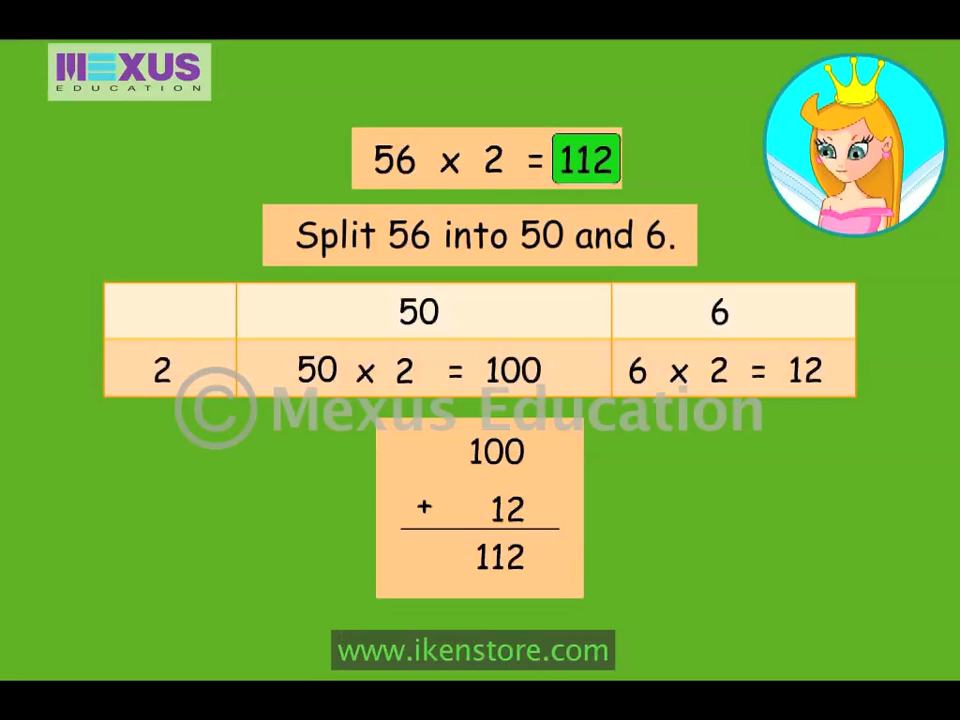 MEXUS
EDUCATION
56 x 2 = 112
Split 56 into 50 and 6.
50 6
2 50 x 2 = 100 6 x 2 = 12
© Mexus Education
100
+ 12
112
www.ikenstore.com